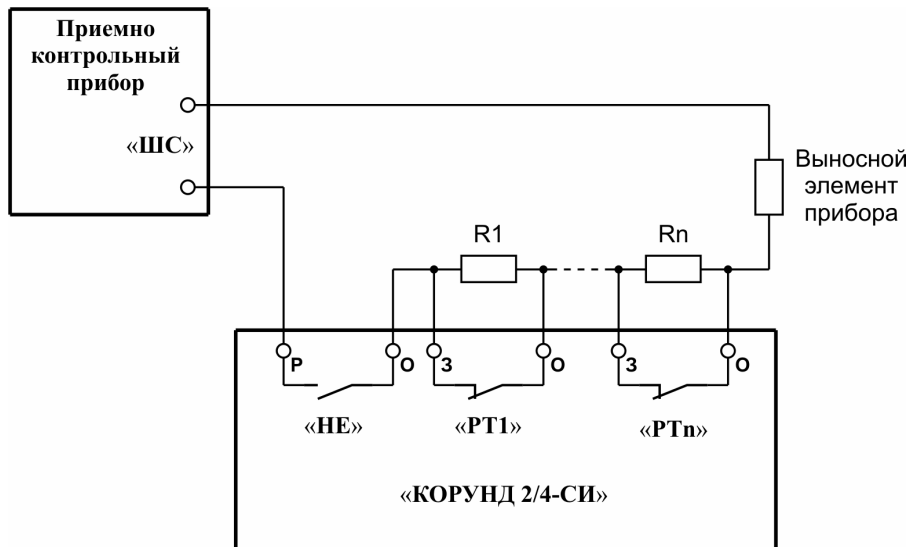 Приемно
контрольный
прибор
«ШС»
Выносной
элемент
прибора
R1
Rn
Р
О
З
О
З
О
«НЕ»
«РТ1»
«РТn»
«КОРУНД 2/4-СИ»